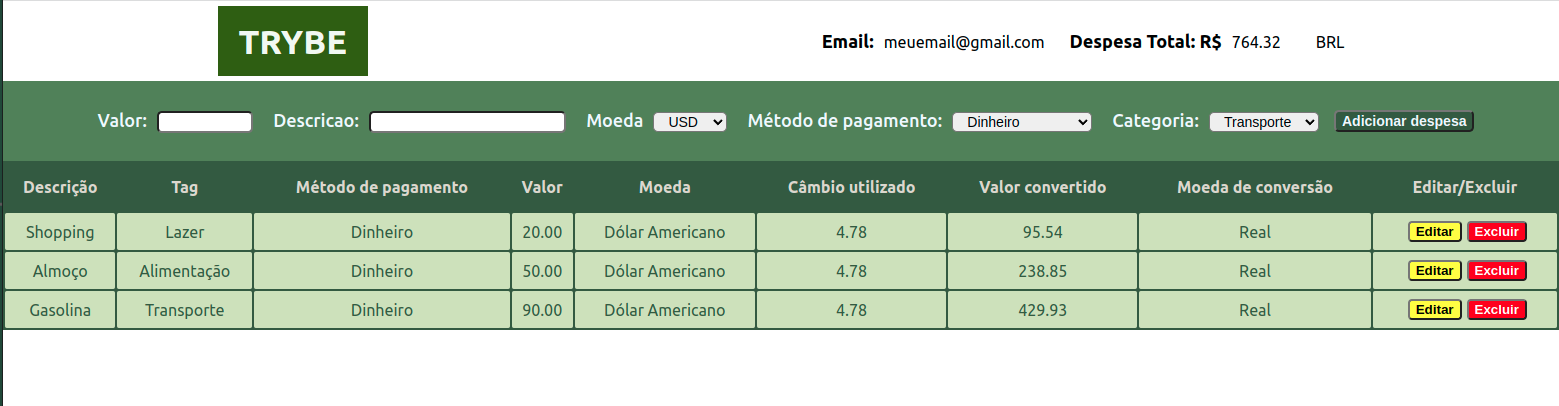 TRYBE Email: meuemail@gmail.com Despesa Total: R$ 764.32 BRL
Valor: Descricao: Moeda USD Método de pagamento: Dinheiro Categoria: Transporte Adicionar despesa
Descrição Tag Método de pagamento Valor Moeda Câmbio utilizado Valor convertido Moeda de conversão Editar/Excluir
Shopping Lazer Dinheiro 20.00 Dólar Americano 4.78 95.54 Real Editar Excluir
Almoço Alimentação Dinheiro 50.00 Dólar Americano 4.78 238.85 Real Editar Excluir
Gasolina Transporte Dinheiro 90.00 Dólar Americano 4.78 429.93 Real Editar Excluir